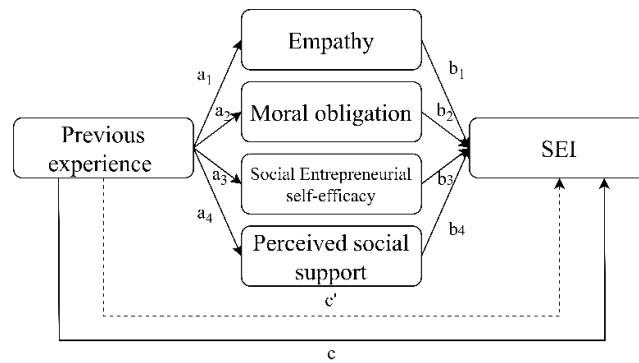 Empathy
a1
b1
Moral obligation
a2
b2
Previous
experience
SEI
Social Entrepreneurial
self-efficacy
a3
b3
a4
b4
Perceived social
support
c'
c